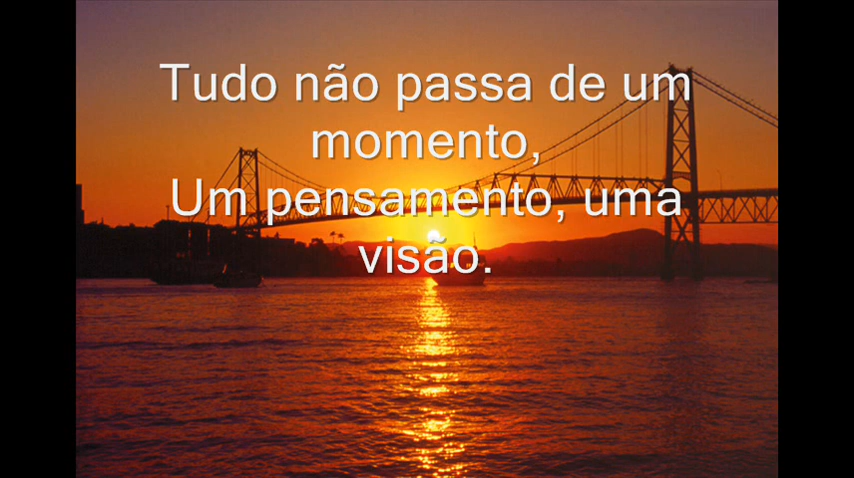 Tudo não passa de um
momento,
Um pensamento, uma
visão.